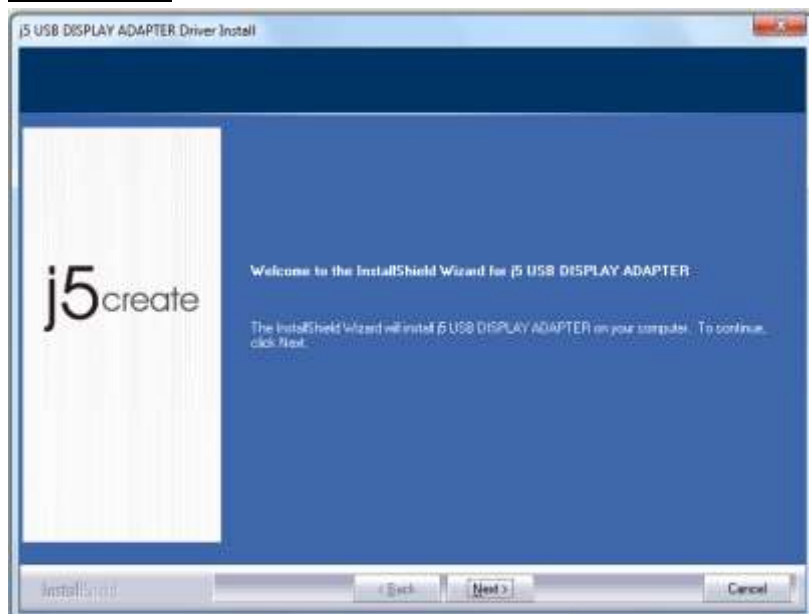 j5 USB DISPLAY ADAPTER Driver Install
j5create
Welcome to the InstallShield Wizard for j5 USB DISPLAY ADAPTER
The InstallShield Wizard will install j5 USB DISPLAY ADAPTER on your computer. To continue,
click Next.
InstallShield
< Back
Next >
Cancel